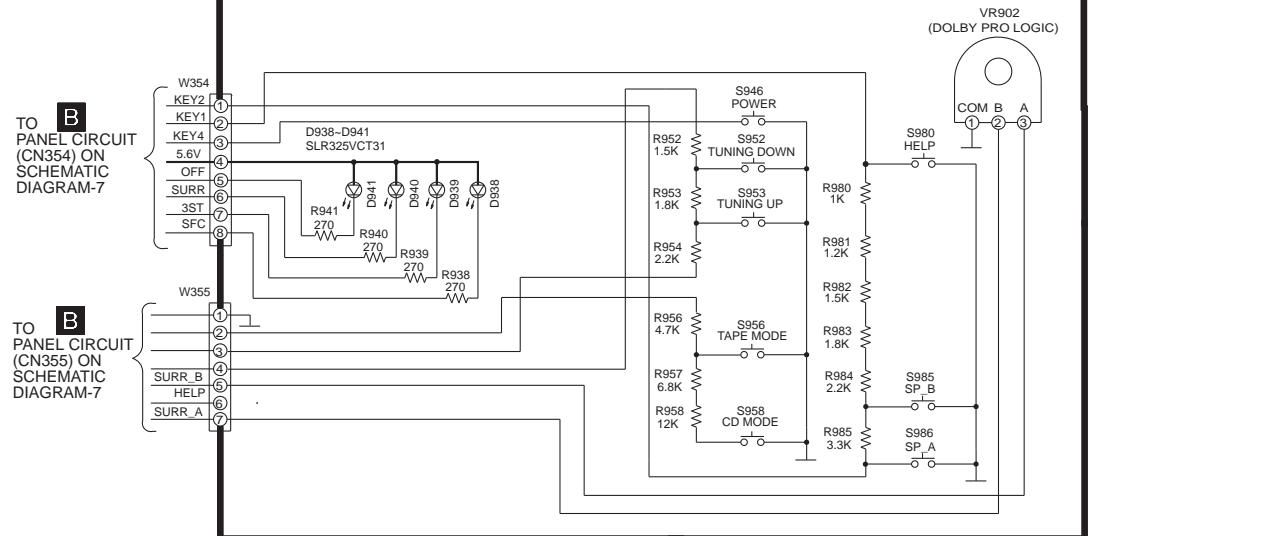 VR902
(DOLBY PRO LOGIC)
COM B A
1 2 3
TO B
PANEL CIRCUIT
(CN354) ON
SCHEMATIC
DIAGRAM-7
W354
KEY2 1
KEY1 2
KEY4 3
5.6V 4
OFF 5
SURR 6
3ST 7
SFC 8
D938~D941
SLR325VCT31
D941
D940
D939
D938
R941
270
R940
270
R939
270
R938
270
TO B
PANEL CIRCUIT
(CN355) ON
SCHEMATIC
DIAGRAM-7
W355
1
2
3
4
SURR_B 5
HELP 6
SURR_A 7
S946
POWER
R952
1.5K
S952
TUNING DOWN
R953
1.8K
S953
TUNING UP
R954
2.2K
R956
4.7K
S956
TAPE MODE
R957
6.8K
R958
12K
S958
CD MODE
S980
HELP
R980
1K
R981
1.2K
R982
1.5K
R983
1.8K
R984
2.2K
S985
SP_B
R985
3.3K
S986
SP_A